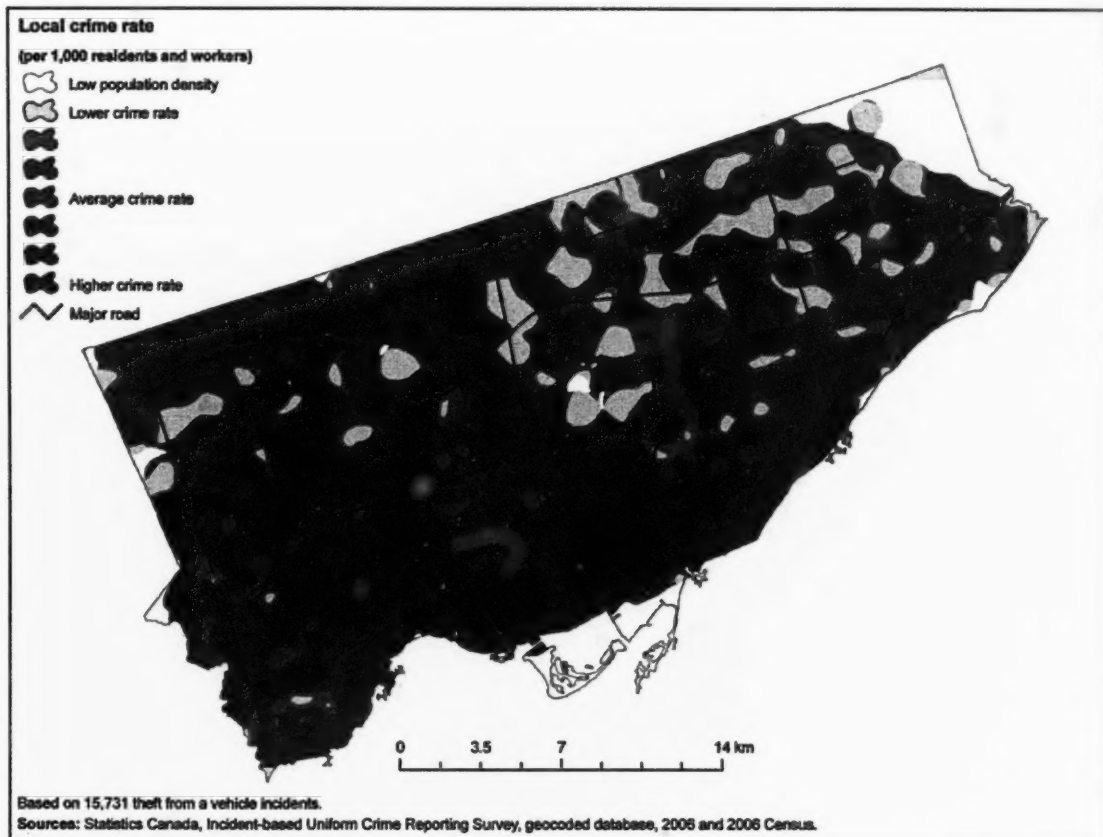 Local crime rate
(per 1,000 residents and workers)
Low population density
Lower crime rate
Average crime rate
Higher crime rate
Major road
0 3.5 7 14 km
Based on 15,731 theft from a vehicle incidents.
Sources: Statistics Canada, Incident-based Uniform Crime Reporting Survey, geocoded database, 2006 and 2006 Census.